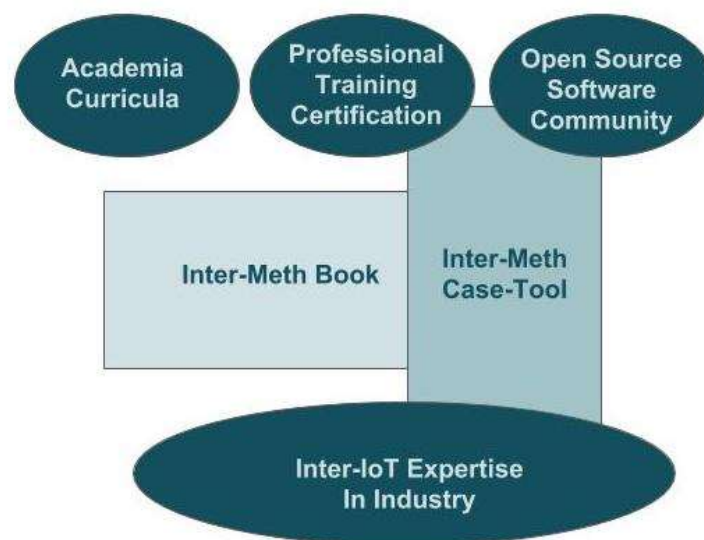 Academia
Curricula
Professional
Training
Certification
Open Source
Software
Community
Inter-Meth Book
Inter-Meth
Case-Tool
Inter-IoT Expertise
In Industry